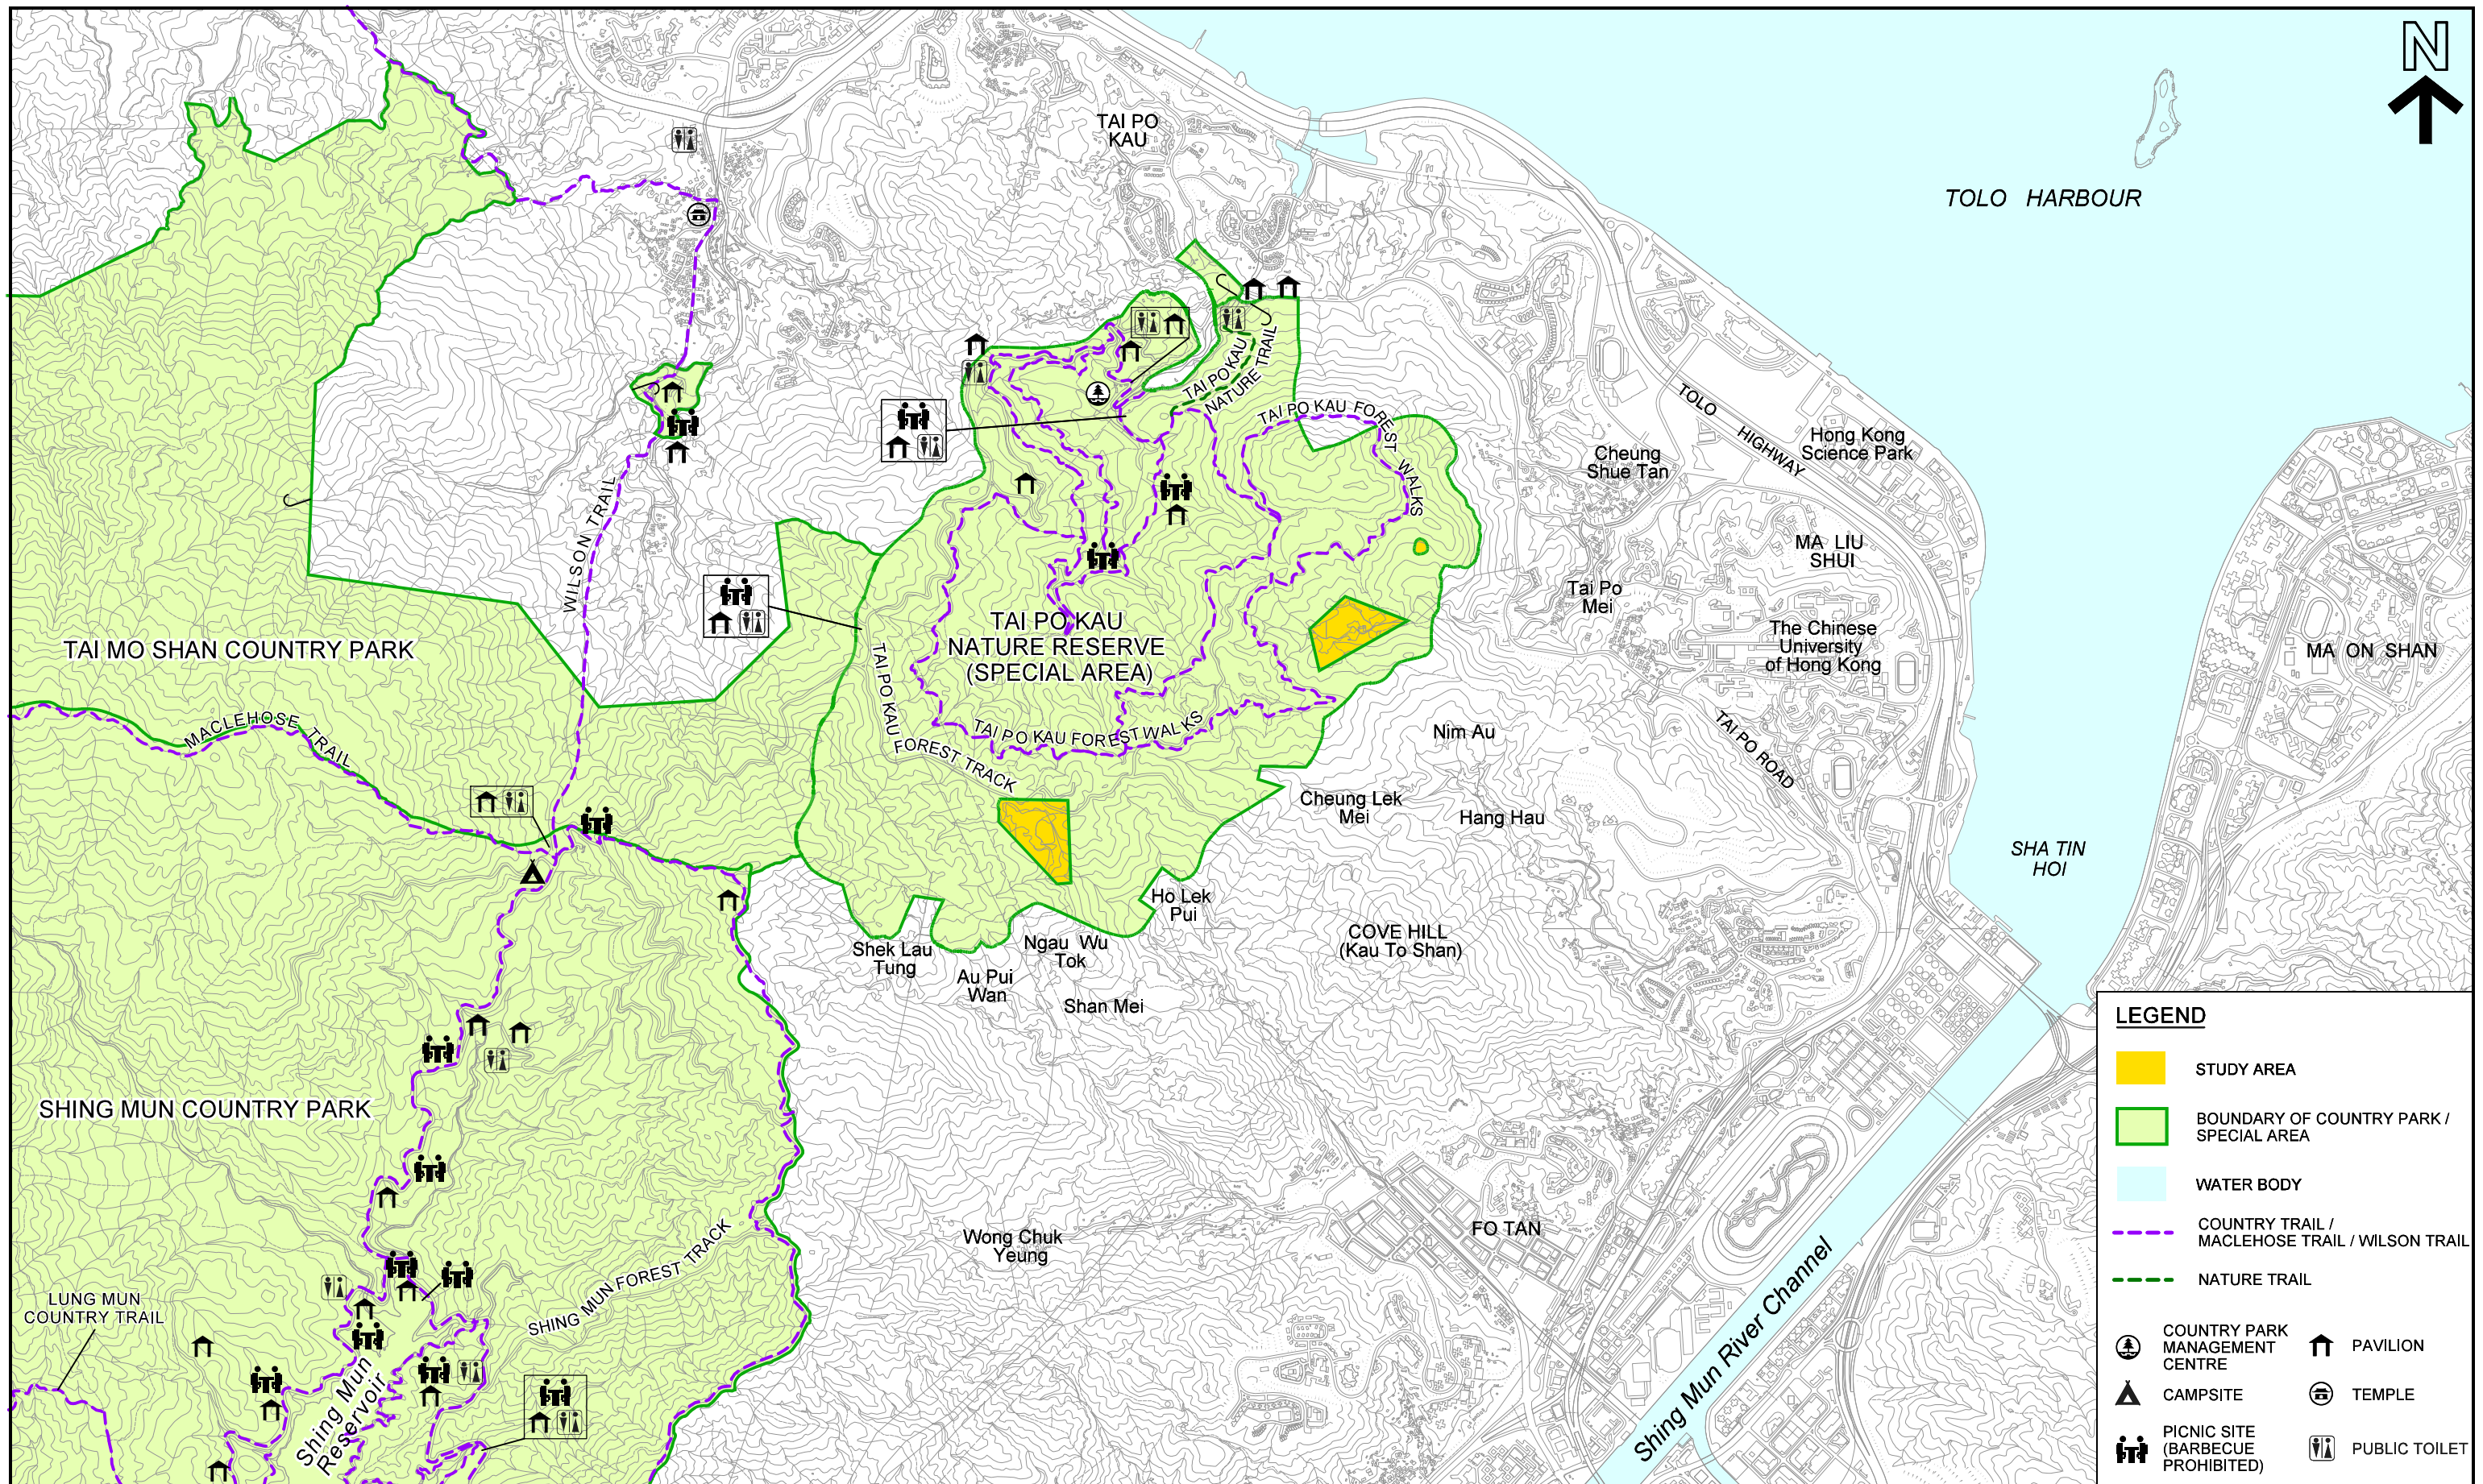 N
TAI PO
KAU
TOLO HARBOUR
TAI PO KAU
NATURE TRAIL
TAI PO KAU FOREST WALKS
TOLO HIGHWAY
Hong Kong
Science Park
Cheung
Shue Tan
WILSON TRAIL
MA LIU
SHUI
Tai Po
Mei
TAI PO KAU
NATURE RESERVE
(SPECIAL AREA)
The Chinese
University
of Hong Kong
TAI MO SHAN COUNTRY PARK
MA ON SHAN
MACLEHOSE TRAIL
TAI PO KAU FOREST TRACK
TAI PO KAU FOREST WALKS
Nim Au
TAI PO ROAD
Cheung Lek
Mei
Hang Hau
SHA TIN
HOI
Ho Lek
Pui
COVE HILL
(Kau To Shan)
Shek Lau
Tung
Ngau Wu
Tok
Au Pui
Wan
Shan Mei
SHING MUN COUNTRY PARK
Wong Chuk
Yeung
FO TAN
SHING MUN FOREST TRACK
LUNG MUN
COUNTRY TRAIL
Shing Mun
Reservoir
Shing Mun River Channel
LEGEND
STUDY AREA
BOUNDARY OF COUNTRY PARK /
SPECIAL AREA
WATER BODY
COUNTRY TRAIL /
MACLEHOSE TRAIL / WILSON TRAIL
NATURE TRAIL
COUNTRY PARK
MANAGEMENT
CENTRE
PAVILION
CAMPSITE
TEMPLE
PICNIC SITE
(BARBECUE
PROHIBITED)
PUBLIC TOILET